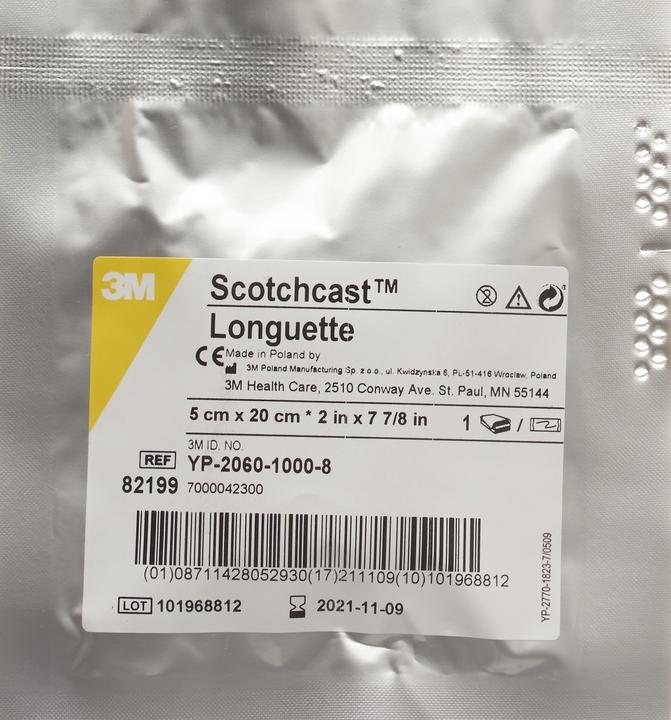 3M
Scotchcast™
Longuette
CE Made in Poland by
3M Poland Manufacturing Sp. z o.o., ul. Kwidzyńska 6, PL-51-416 Wrocław, Poland
3M Health Care, 2510 Conway Ave. St. Paul, MN 55144
5 cm x 20 cm * 2 in x 7 7/8 in 1 /
3M ID. NO.
REF YP-2060-1000-8
82199 7000042300
(01)08711428052930(17)211109(10)101968812
LOT 101968812 2021-11-09
YP-2770-1823-7/0509